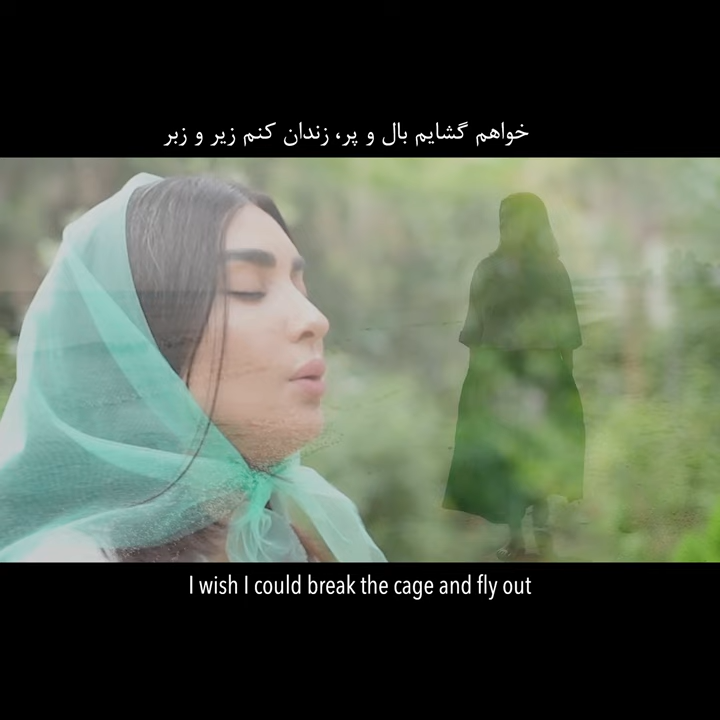 خواهم گشایم بال و پر، زندان کنم زیر و زبر
I wish I could break the cage and fly out